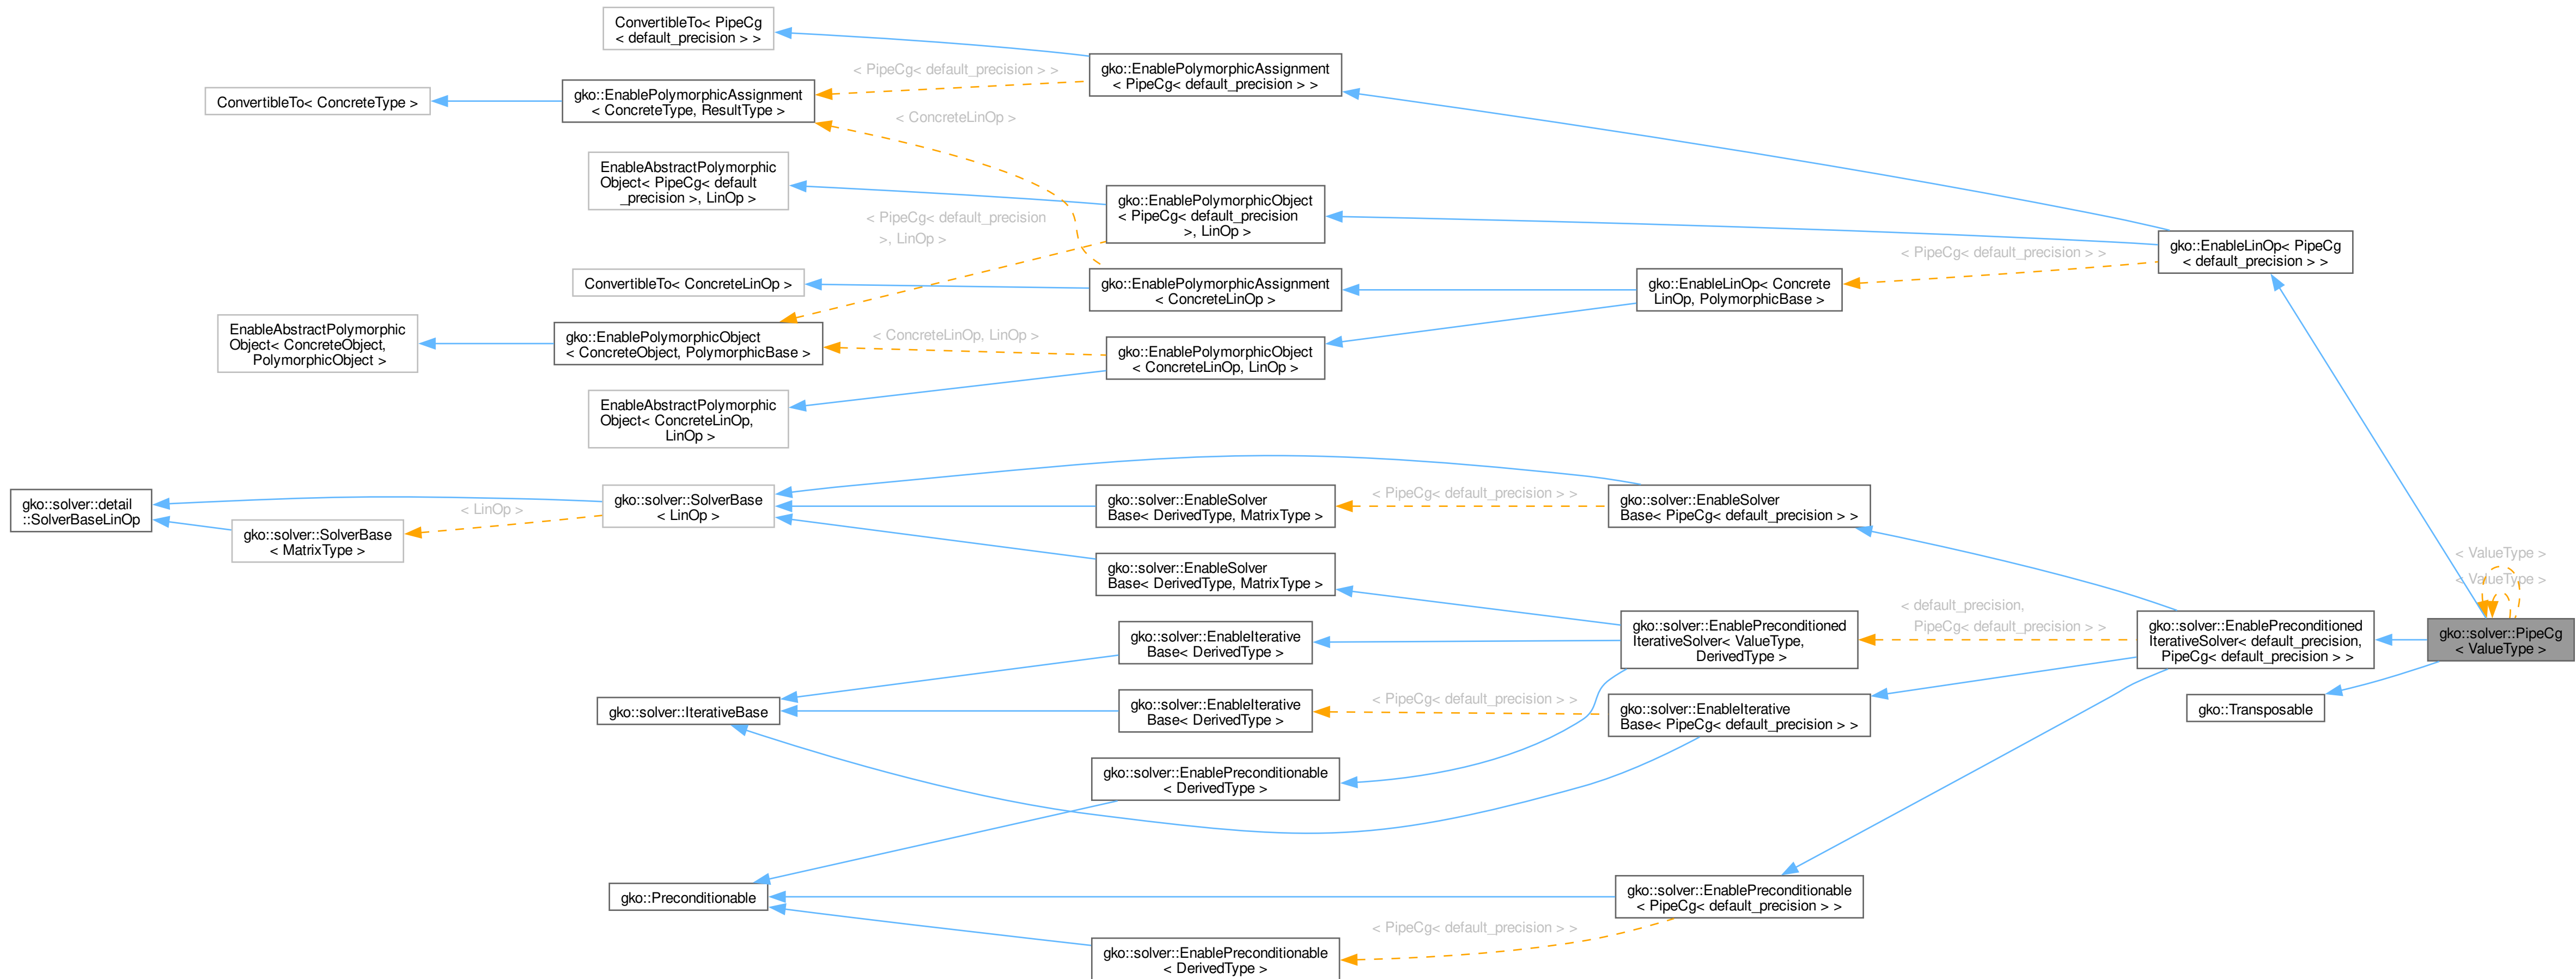 ConvertibleTo< PipeCg
< default_precision > >
gko::EnablePolymorphicAssignment
< PipeCg< default_precision > >
< PipeCg< default_precision > >
ConvertibleTo< ConcreteType >
gko::EnablePolymorphicAssignment
< ConcreteType, ResultType >
< ConcreteLinOp >
EnableAbstractPolymorphic
Object< PipeCg< default
_precision >, LinOp >
gko::EnablePolymorphicObject
< PipeCg< default_precision
>, LinOp >
< PipeCg< default_precision
>, LinOp >
gko::EnableLinOp< PipeCg
< default_precision > >
< PipeCg< default_precision > >
ConvertibleTo< ConcreteLinOp >
gko::EnablePolymorphicAssignment
< ConcreteLinOp >
gko::EnableLinOp< Concrete
LinOp, PolymorphicBase >
EnableAbstractPolymorphic
Object< ConcreteObject,
PolymorphicObject >
gko::EnablePolymorphicObject
< ConcreteObject, PolymorphicBase >
< ConcreteLinOp, LinOp >
gko::EnablePolymorphicObject
< ConcreteLinOp, LinOp >
EnableAbstractPolymorphic
Object< ConcreteLinOp,
LinOp >
gko::solver::detail
::SolverBaseLinOp
gko::solver::SolverBase
< MatrixType >
< LinOp >
gko::solver::SolverBase
< LinOp >
gko::solver::EnableSolver
Base< DerivedType, MatrixType >
< PipeCg< default_precision > >
gko::solver::EnableSolver
Base< PipeCg< default_precision > >
gko::solver::EnableSolver
Base< DerivedType, MatrixType >
< ValueType >
< ValueType >
gko::solver::EnableIterative
Base< DerivedType >
gko::solver::EnablePreconditioned
IterativeSolver< ValueType,
DerivedType >
< default_precision,
PipeCg< default_precision > >
gko::solver::EnablePreconditioned
IterativeSolver< default_precision,
PipeCg< default_precision > >
gko::solver::PipeCg
< ValueType >
gko::solver::IterativeBase
gko::solver::EnableIterative
Base< DerivedType >
< PipeCg< default_precision > >
gko::solver::EnableIterative
Base< PipeCg< default_precision > >
gko::Transposable
gko::solver::EnablePreconditionable
< DerivedType >
gko::Preconditionable
gko::solver::EnablePreconditionable
< PipeCg< default_precision > >
< PipeCg< default_precision > >
gko::solver::EnablePreconditionable
< DerivedType >